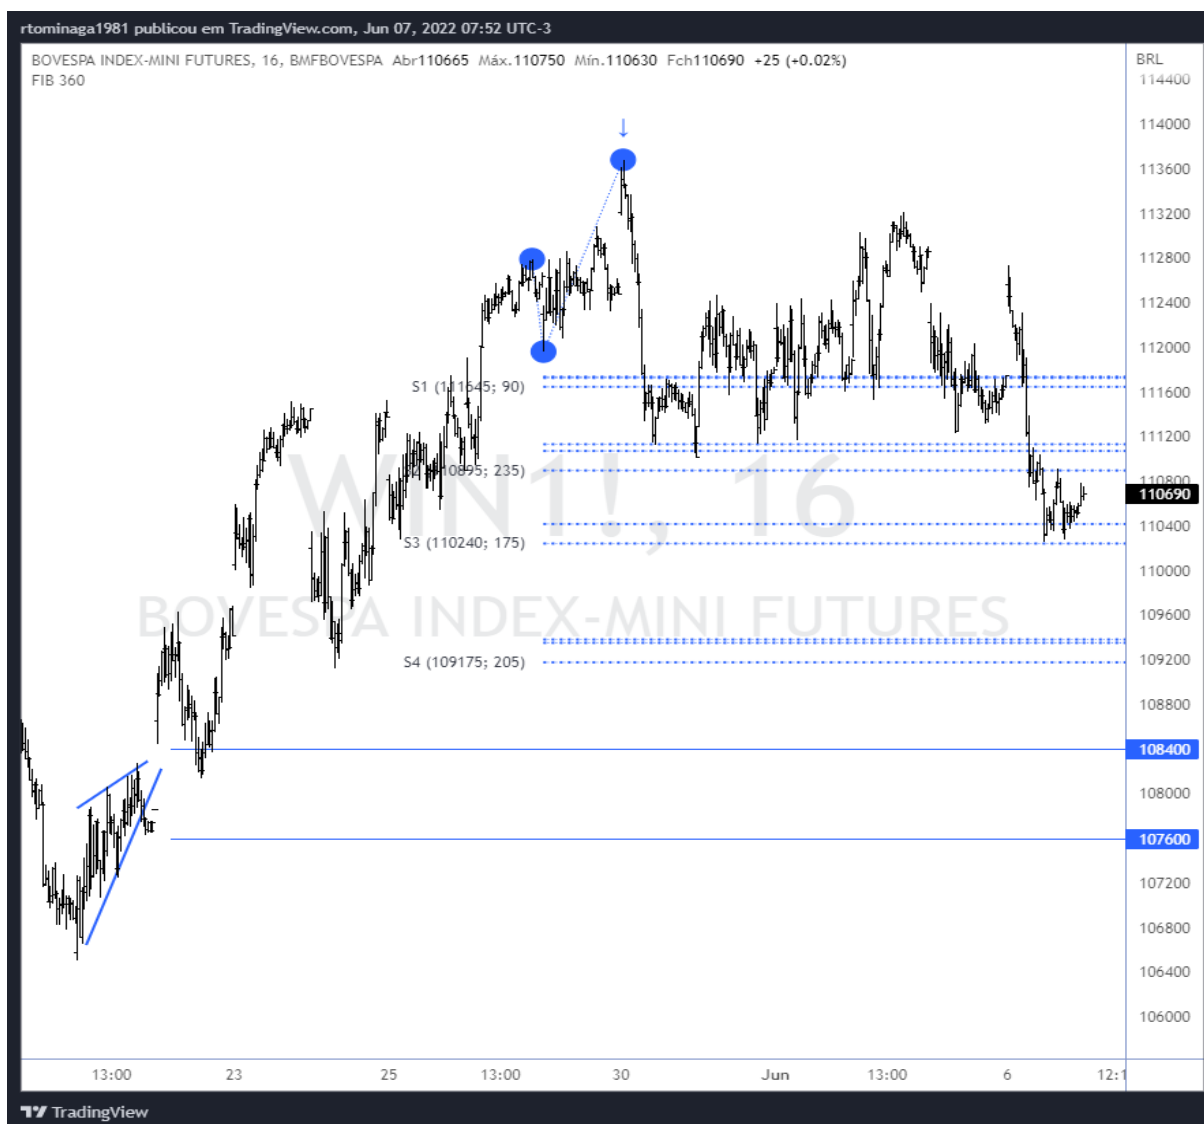 rtominaga1981 publicou em TradingView.com, Jun 07, 2022 07:52 UTC-3
BOVESPA INDEX-MINI FUTURES, 16, BMFBOVESPA Abr110665 Máx.110750 Mín.110630 Fch110690 +25 (+0.02%)
BRL
FIB 360
114400
114000
113600
113200
112800
112400
112000
S1 (111645; 90)
111600
111200
WIN1!, 16
S2 (110895; 235)
110800
110690
110400
S3 (110240; 175)
110000
BOVESPA INDEX-MINI FUTURES
109600
S4 (109175; 205)
109200
108800
108400
108000
107600
107200
106800
106400
106000
13:00 23 25 13:00 30 Jun 13:00 6 12:1
TradingView